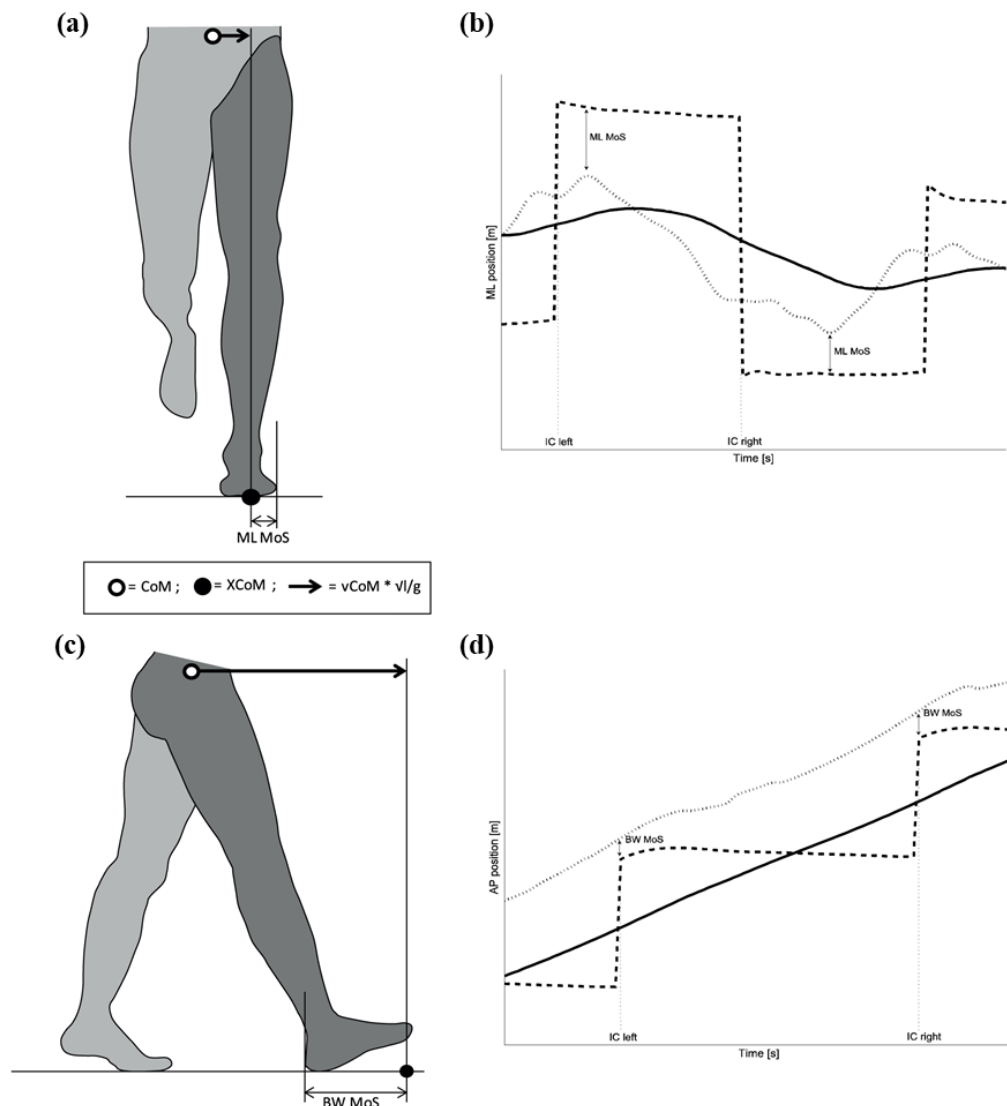 (a)
ML MoS
(b)
ML position [m]
ML MoS
ML MoS
IC left
IC right
Time [s]
= CoM ; = XCoM ; = vCoM * √l/g
(c)
BW MoS
(d)
AP position [m]
BW MoS
BW MoS
IC left
IC right
Time [s]